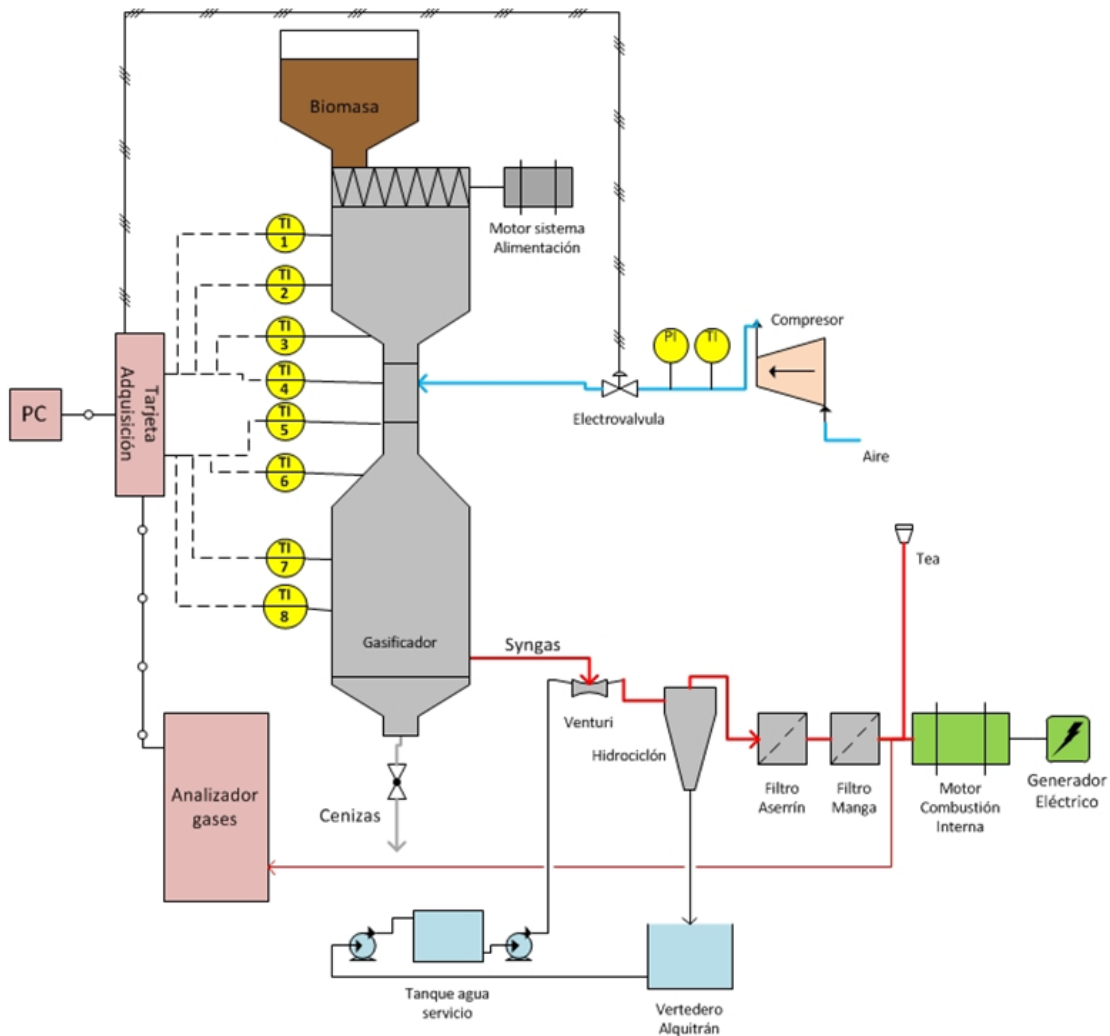 Biomasa
Motor sistema
Alimentación
TI
1
TI
2
TI
3
TI
4
TI
5
TI
6
TI
7
TI
8
PI
TI
Compresor
Electrovalvula
Aire
PC
Tarjeta
Adquisición
Gasificador
Syngas
Tea
Venturi
Hidrociclón
Filtro
Aserrín
Filtro
Manga
Motor
Combustión
Interna
Generador
Eléctrico
Analizador
gases
Cenizas
Tanque agua
servicio
Vertedero
Alquitrán